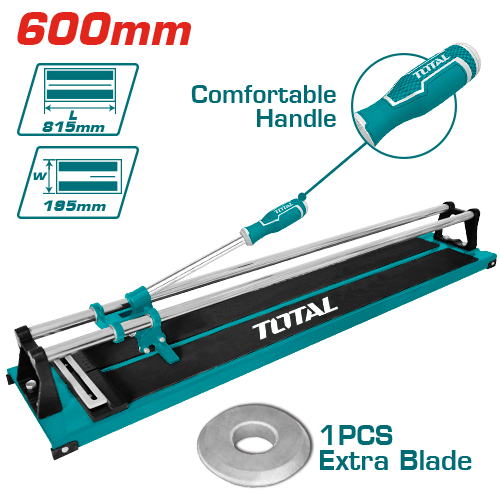 600mm
L
815mm
W
195mm
Comfortable
Handle
TOTAL
TOTAL
TOTAL
1PCS
Extra Blade